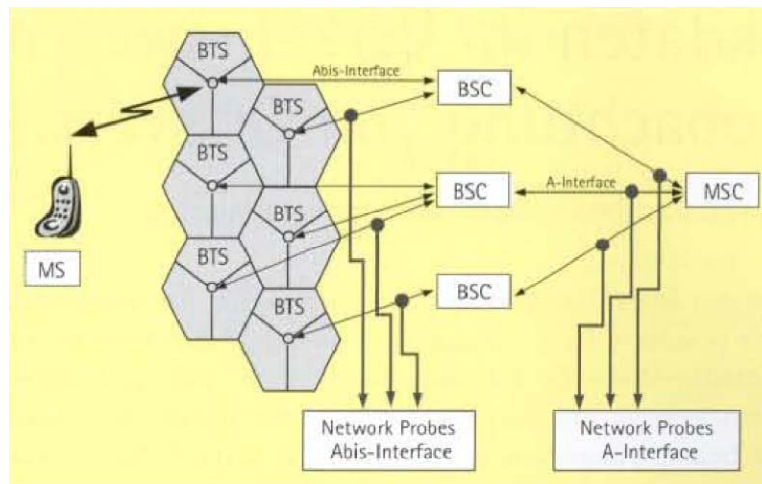 BTS
Abis-Interface
BSC
BTS
BTS
BSC
A-Interface
MSC
BTS
MS
BTS
BSC
BTS
Network Probes
Abis-Interface
Network Probes
A-Interface